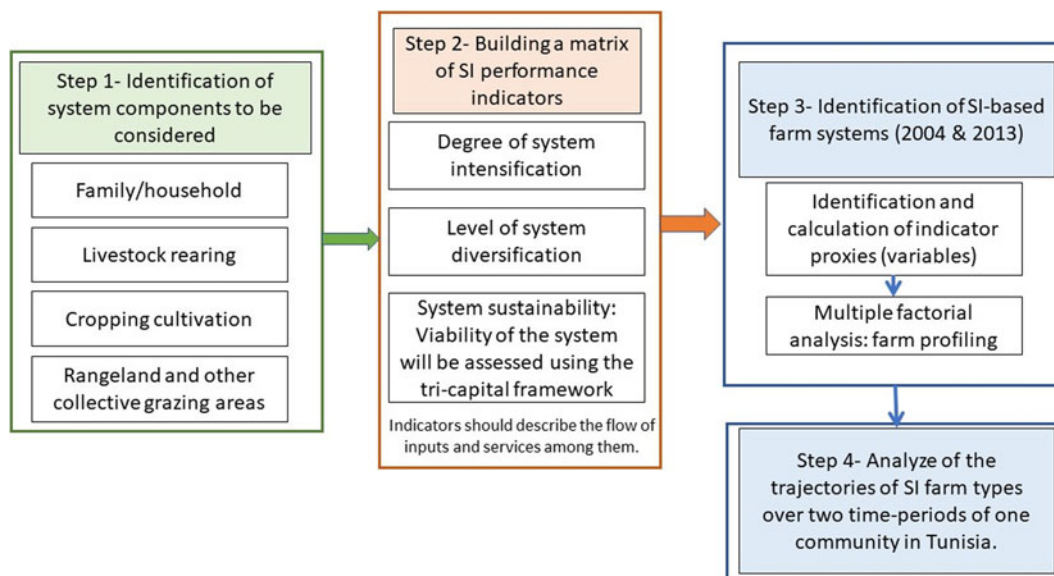 Step 1- Identification of
system components to be
considered
Family/household
Livestock rearing
Cropping cultivation
Rangeland and other
collective grazing areas
Step 2- Building a matrix
of SI performance
indicators
Degree of system
intensification
Level of system
diversification
System sustainability:
Viability of the system
will be assessed using the
tri-capital framework
Indicators should describe the flow of
inputs and services among them.
Step 3- Identification of SI-based
farm systems (2004 & 2013)
Identification and
calculation of indicator
proxies (variables)
Multiple factorial
analysis: farm profiling
Step 4- Analyze of the
trajectories of SI farm types
over two time-periods of one
community in Tunisia.